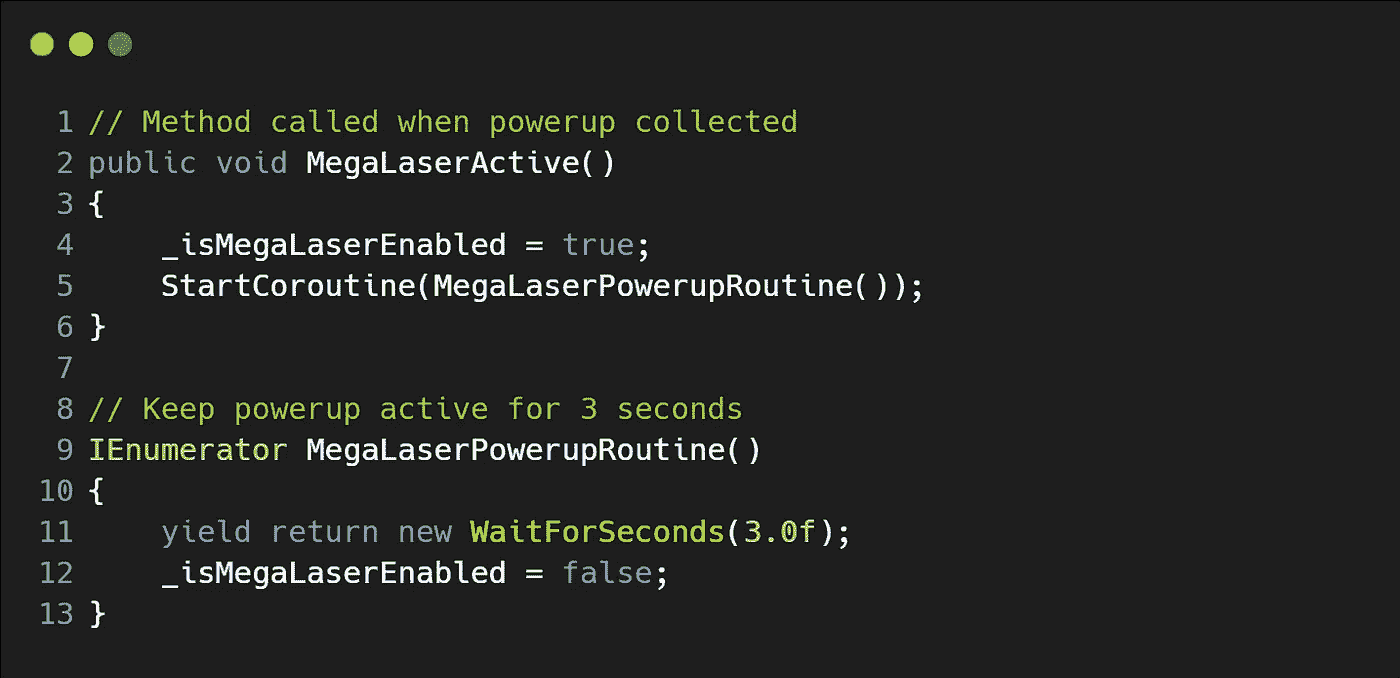 1 // Method called when powerup collected
2 public void MegaLaserActive()
3 {
4     _isMegaLaserEnabled = true;
5     StartCoroutine(MegaLaserPowerupRoutine());
6 }
7
8 // Keep powerup active for 3 seconds
9 IEnumerator MegaLaserPowerupRoutine()
10 {
11     yield return new WaitForSeconds(3.0f);
12     _isMegaLaserEnabled = false;
13 }